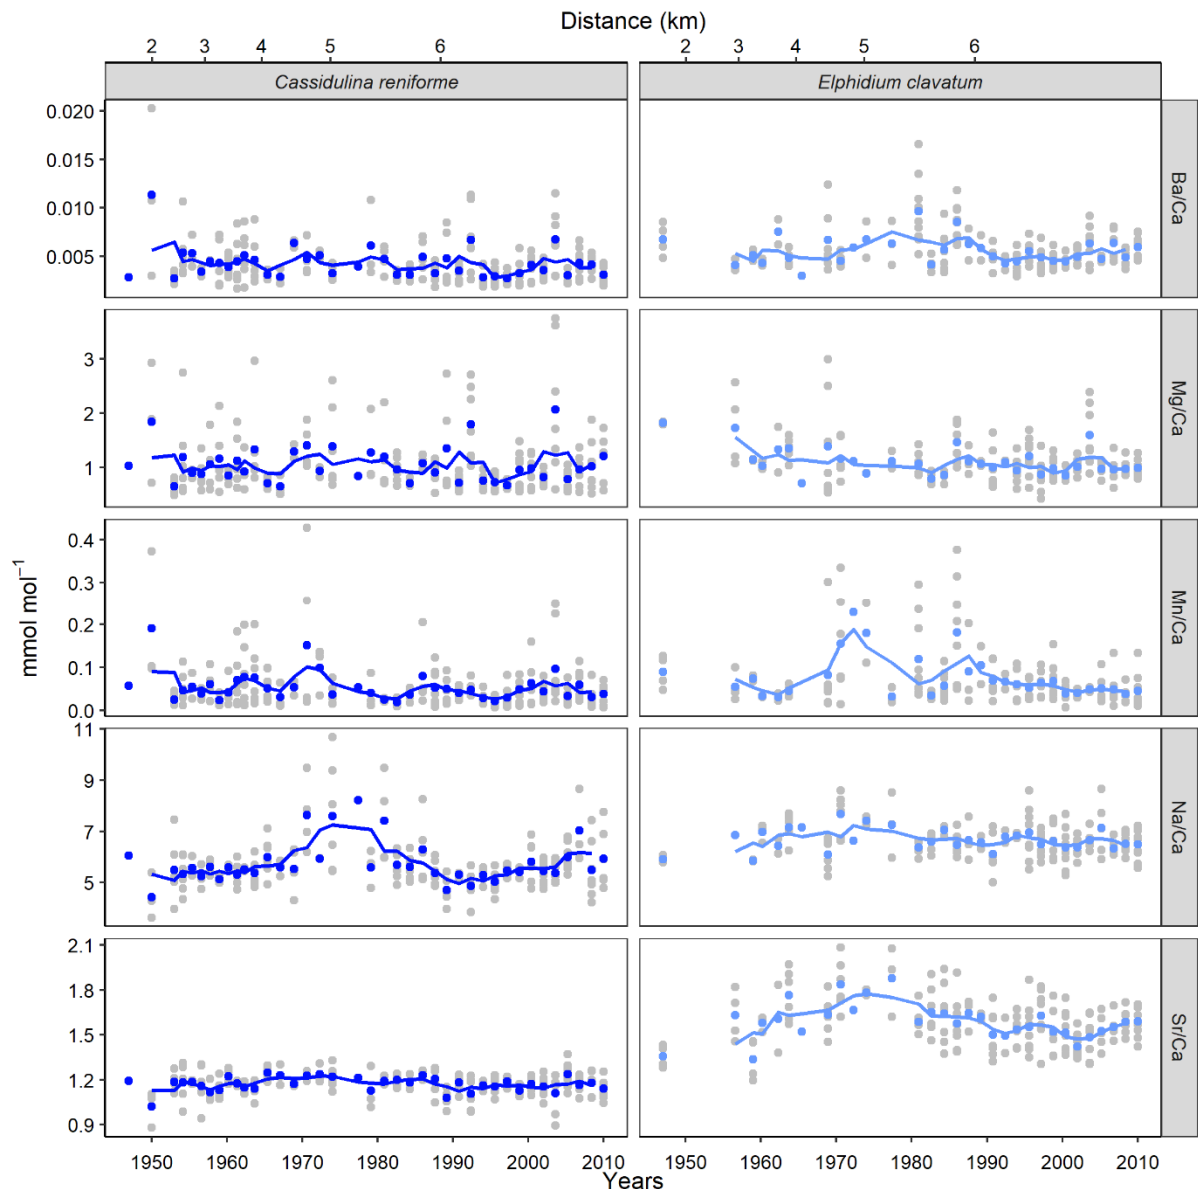 Distance (km)
2 3 4 5 6 2 3 4 5 6
Cassidulina reniforme Elphidium clavatum
0.020
0.015
0.010
0.005
Ba/Ca
3
2
1
Mg/Ca
0.4
0.3
0.2
0.1
0.0
Mn/Ca
mmol mol⁻¹
11
9
7
5
Na/Ca
2.1
1.8
1.5
1.2
0.9
Sr/Ca
1950 1960 1970 1980 1990 2000 2010 1950 1960 1970 1980 1990 2000 2010
Years